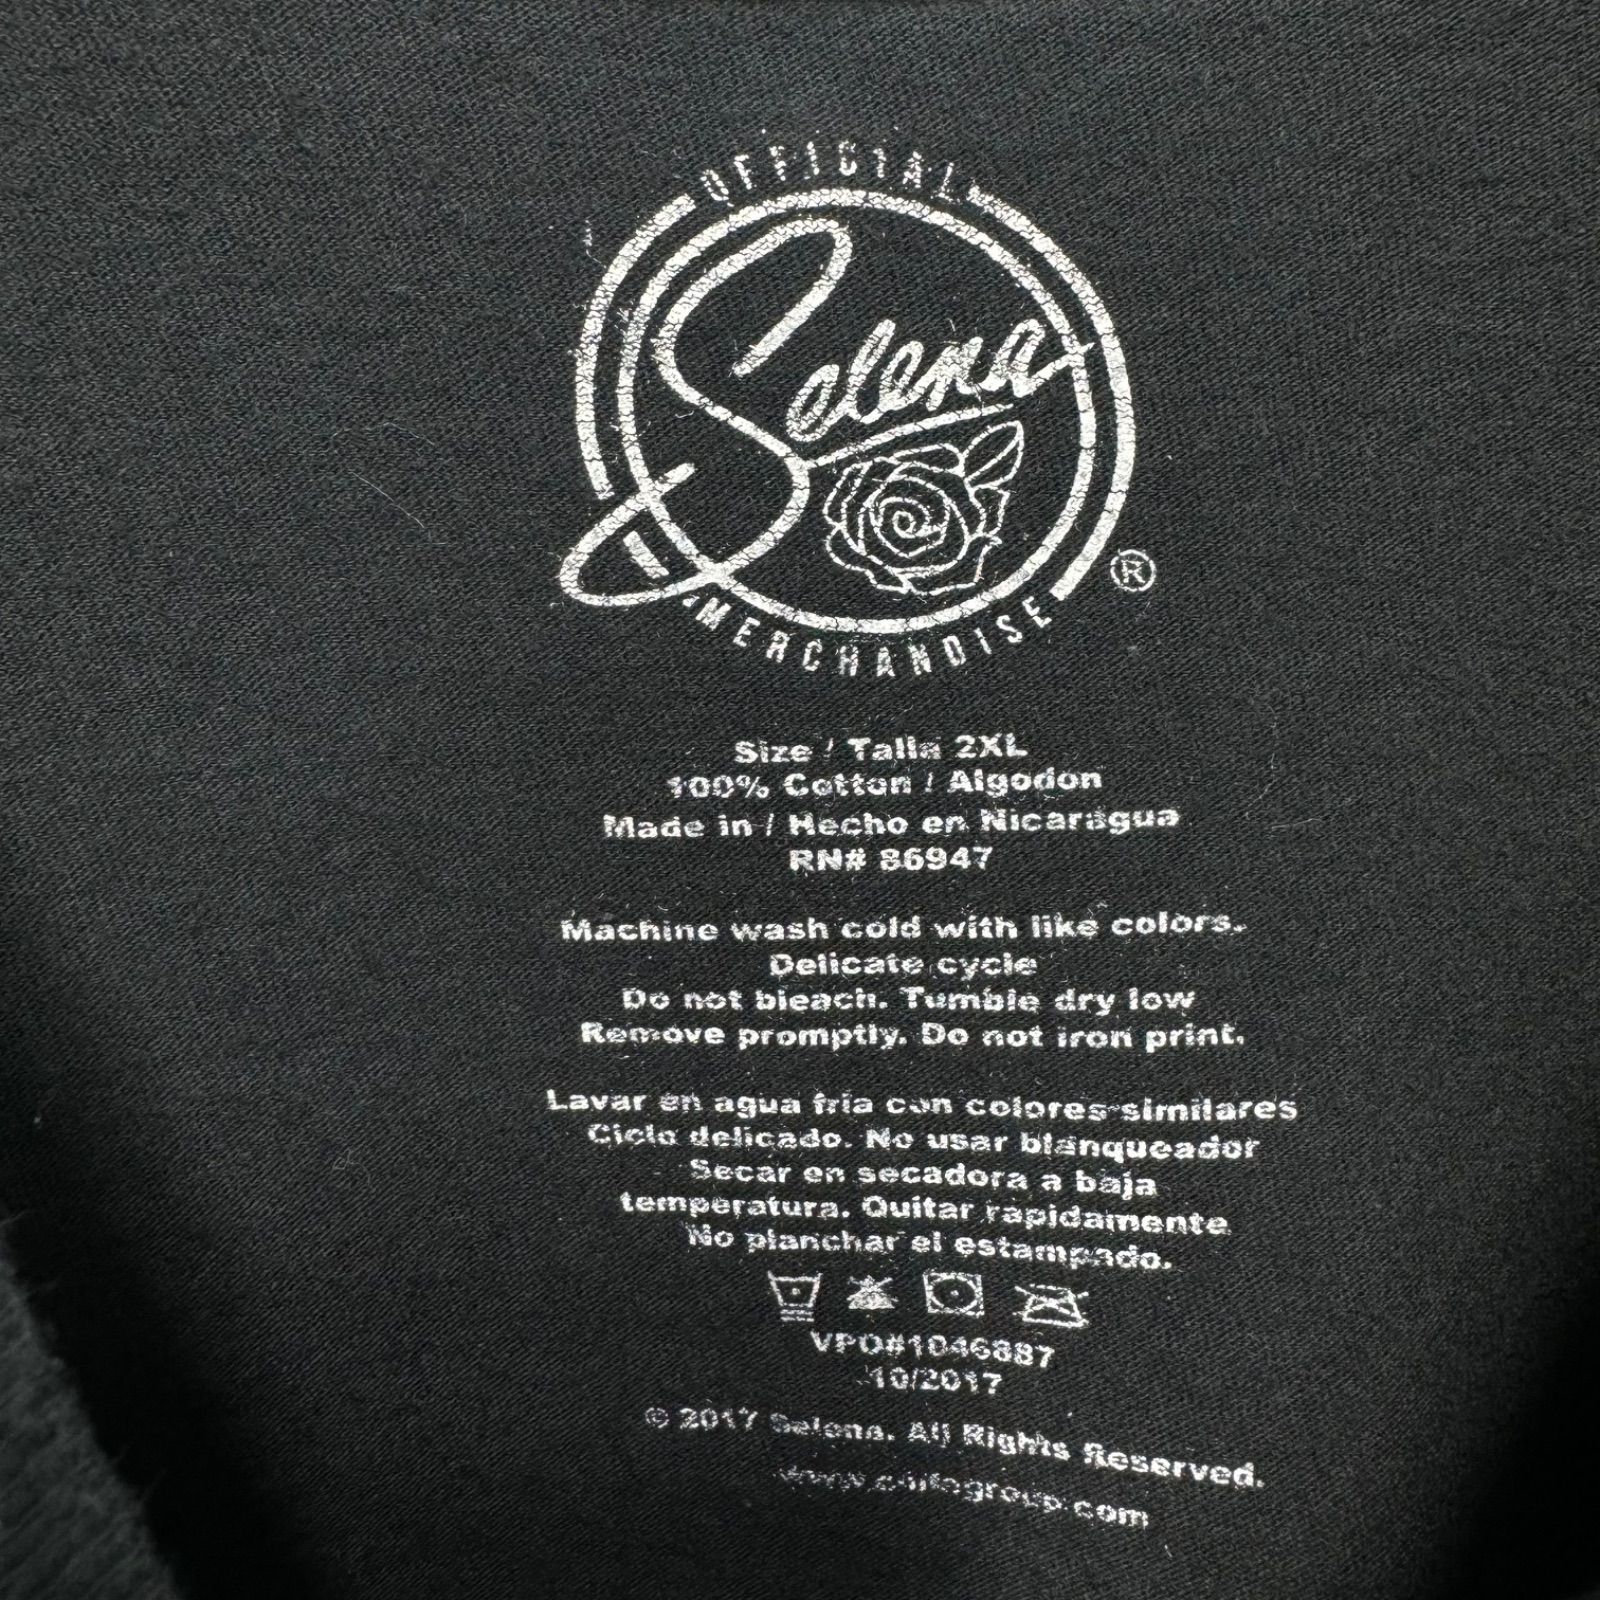 OFFICIAL
Selena
®
MERCHANDISE
Size / Talla 2XL
100% Cotton / Algodon
Made in / Hecho en Nicarágua
RN# 86947
Machine wash cold with like colors.
Delicate cycle
Do not bleach. Tumble dry low
Remove promptly. Do not iron print.
Lavar en agua fría con colores similares
Ciclo delicado. No usar blanqueador
Secar en secadora a baja
temperatura. Quitar rápidamente
No planchar el estampado.
VPO#1046887
10/2017
© 2017 Selena. All Rights Reserved.